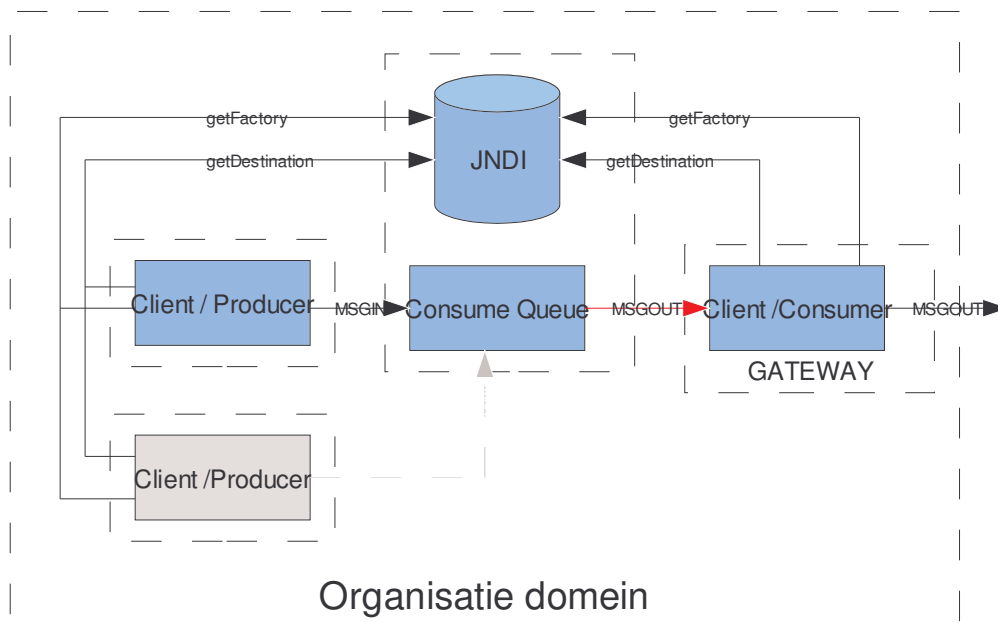 getFactory
getFactory
JNDI
getDestination
getDestination
Client / Producer
MSGIN
Consume Queue
MSGOUT
Client /Consumer
MSGOUT
GATEWAY
Client /Producer
Organisatie domein